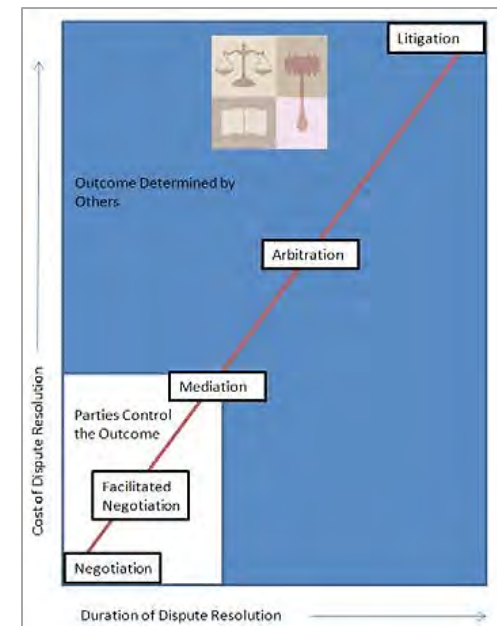 Litigation
Outcome Determined by
Others
Arbitration
Mediation
Parties Control
the Outcome
Facilitated
Negotiation
Negotiation
Cost of Dispute Resolution
Duration of Dispute Resolution